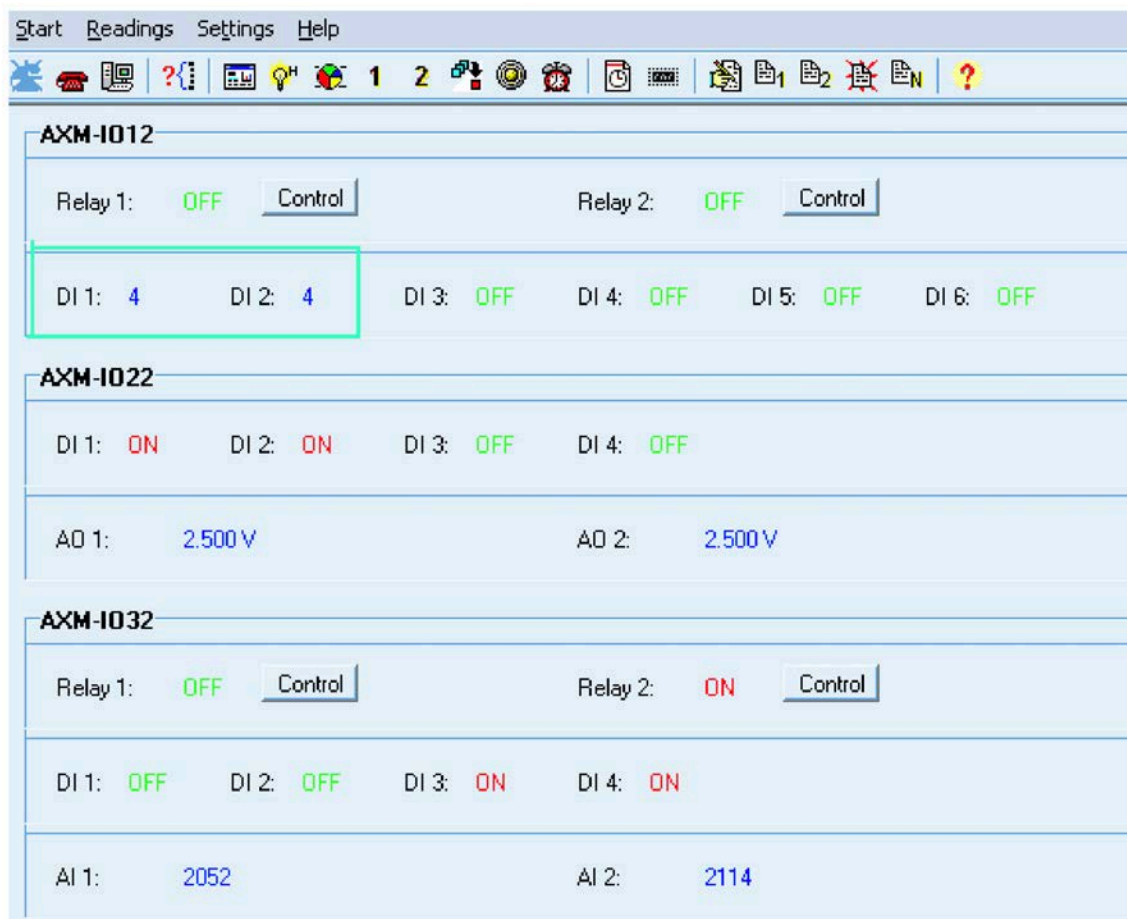 Start Readings Settings Help
?{ H 1 2 1 2 N ?
AXM-IO12
Relay 1: OFF Control Relay 2: OFF Control
DI 1: 4 DI 2: 4 DI 3: OFF DI 4: OFF DI 5: OFF DI 6: OFF
AXM-IO22
DI 1: ON DI 2: ON DI 3: OFF DI 4: OFF
AO 1: 2.500 V AO 2: 2.500 V
AXM-IO32
Relay 1: OFF Control Relay 2: ON Control
DI 1: OFF DI 2: OFF DI 3: ON DI 4: ON
AI 1: 2052 AI 2: 2114